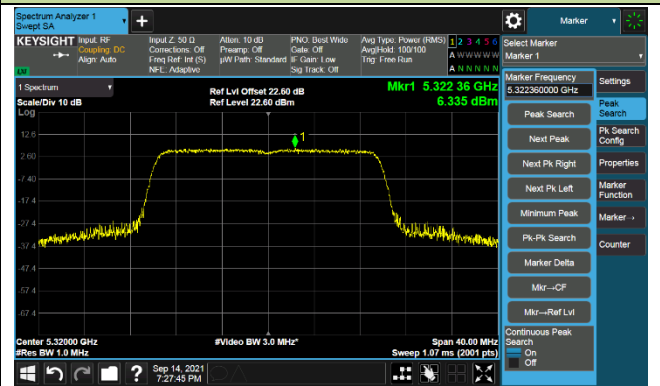 Spectrum Analyzer 1
Swept SA
Marker
KEYSIGHT
Input: RF
Coupling: DC
Align: Auto
Input Z: 50 Ω
Corrections: Off
Freq Ref: Int (S)
NFE: Adaptive
Atten: 10 dB
Preamp: Off
µW Path: Standard
PNO: Best Wide
Gate: Off
IF Gain: Low
Sig Track: Off
Avg Type: Power (RMS)
Avg|Hold: 100/100
Trig: Free Run
1 2 3 4 5 6
A W W W W W
A N N N N N
Select Marker
Marker 1
LXI
1 Spectrum
Scale/Div 10 dB
Log
Ref Lvl Offset 22.60 dB
Ref Level 22.60 dBm
Mkr1 5.322 36 GHz
6.335 dBm
Marker Frequency
5.322360000 GHz
Peak Search
Next Peak
Next Pk Right
Next Pk Left
Minimum Peak
Pk-Pk Search
Marker Delta
Mkr→CF
Mkr→Ref Lvl
Continuous Peak
Search
On
Off
Settings
Peak
Search
Pk Search
Config
Properties
Marker
Function
Marker→
Counter
1
12.6
2.60
-7.40
-17.4
-27.4
-37.4
-47.4
-57.4
-67.4
Center 5.32000 GHz
#Res BW 1.0 MHz
#Video BW 3.0 MHz*
Span 40.00 MHz
Sweep 1.07 ms (2001 pts)
?
Sep 14, 2021
7:27:45 PM